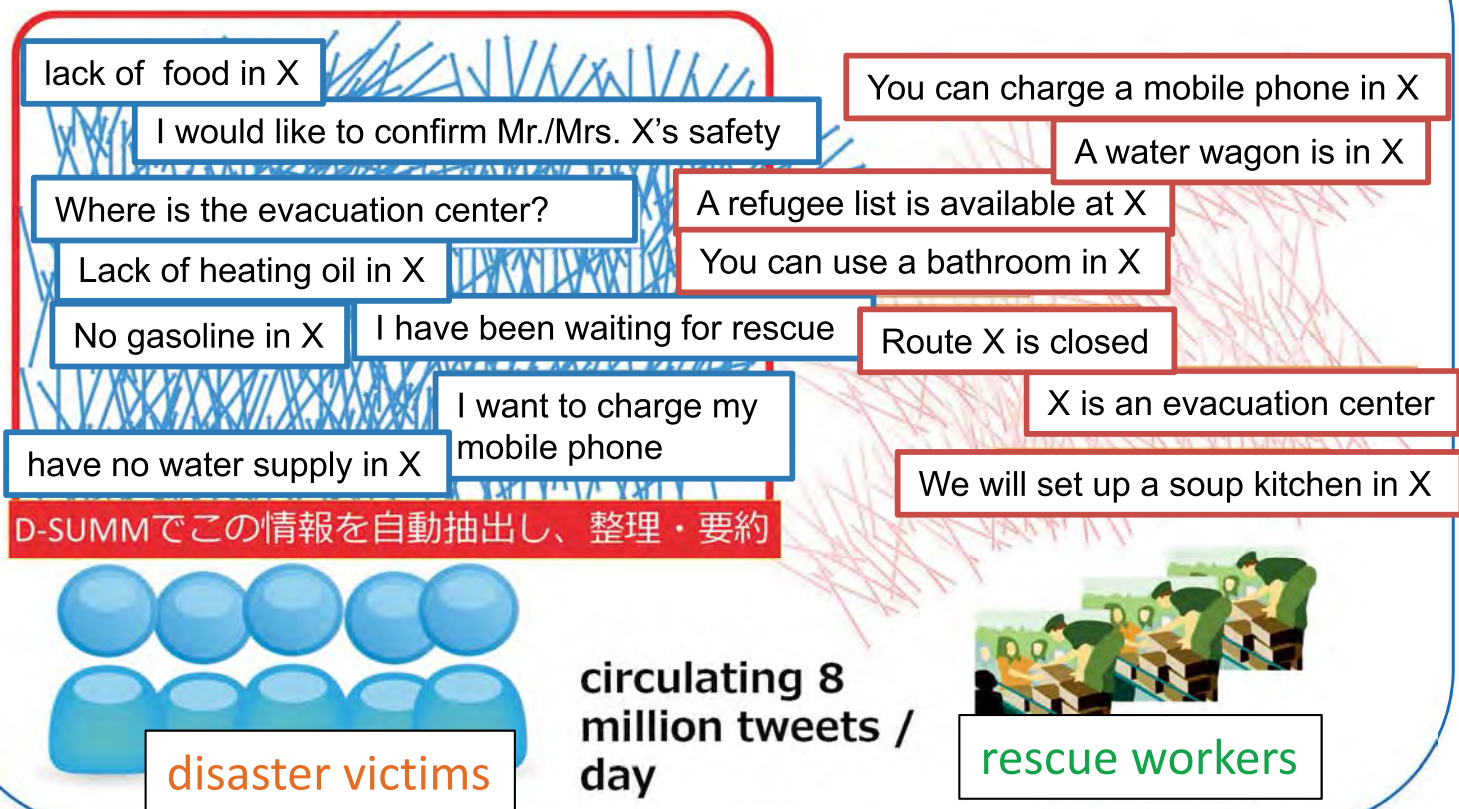 lack of  food in X
I would like to confirm Mr./Mrs. X’s safety
Where is the evacuation center?
Lack of heating oil in X
No gasoline in X
I have been waiting for rescue
I want to charge my
mobile phone
have no water supply in X
You can charge a mobile phone in X
A water wagon is in X
A refugee list is available at X
You can use a bathroom in X
Route X is closed
X is an evacuation center
We will set up a soup kitchen in X
D-SUMMでこの情報を自動抽出し、整理・要約
circulating 8
million tweets /
day
disaster victims
rescue workers